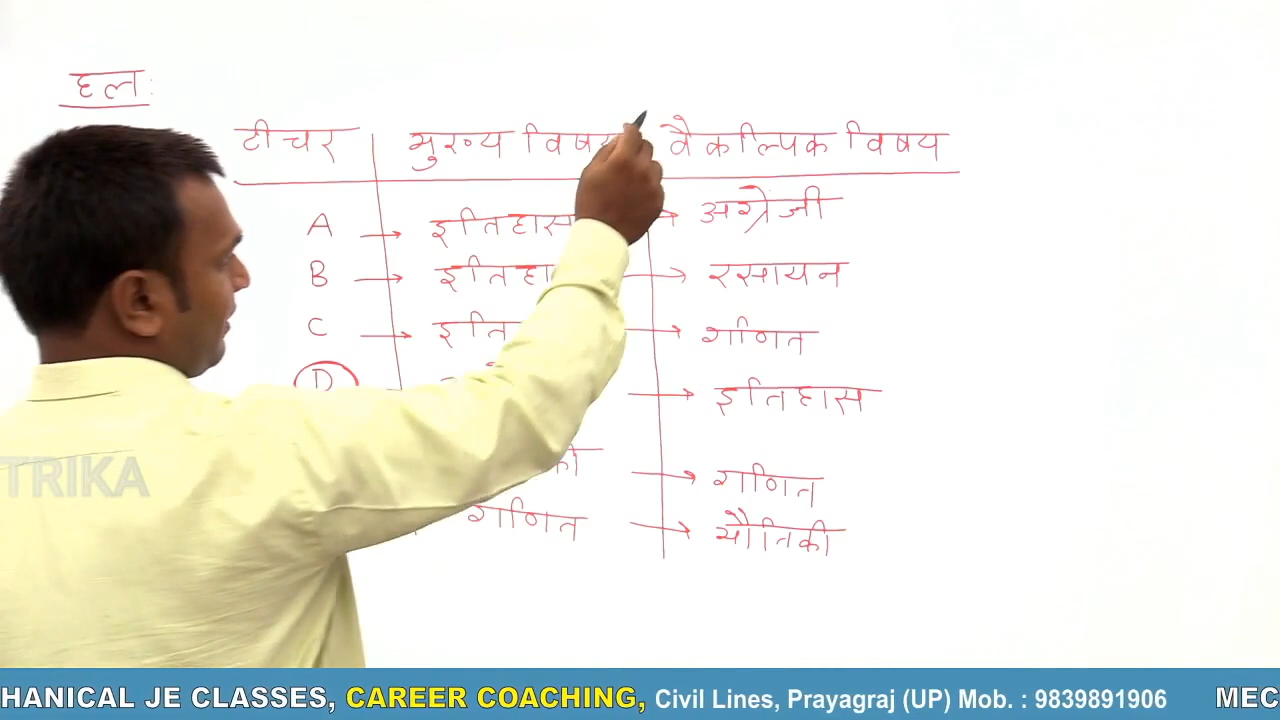 हल:
टीचर मुख्य विषय वैकल्पिक विषय
A → इतिहास → अंग्रेजी
B → → रसायन
C → → गणित
D → इतिहास
→ गणित
गणित → भौतिकी
TRIKA
HANICAL JE CLASSES, CAREER COACHING, Civil Lines, Prayagraj (UP) Mob. : 9839891906 MEC